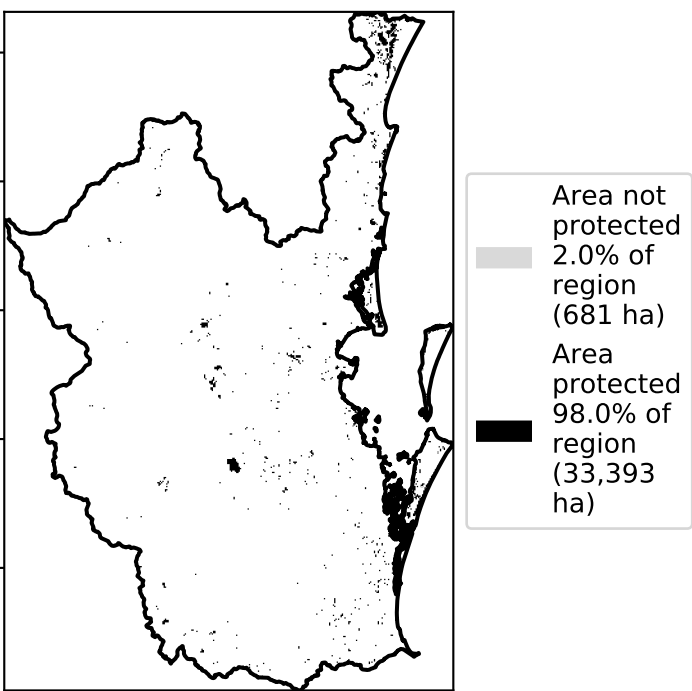 Area not
protected
2.0% of
region
(681 ha)
Area
protected
98.0% of
region
(33,393
ha)